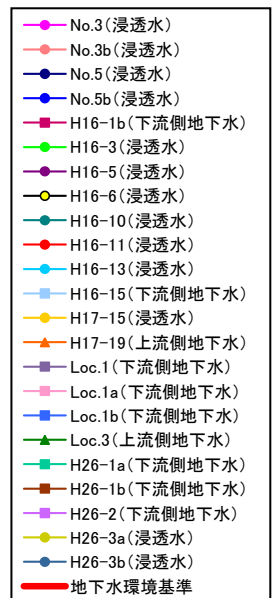 No.3(浸透水)
No.3b(浸透水)
No.5(浸透水)
No.5b(浸透水)
H16-1b(下流側地下水)
H16-3(浸透水)
H16-5(浸透水)
H16-6(浸透水)
H16-10(浸透水)
H16-11(浸透水)
H16-13(浸透水)
H16-15(下流側地下水)
H17-15(浸透水)
H17-19(上流側地下水)
Loc.1(下流側地下水)
Loc.1a(下流側地下水)
Loc.1b(下流側地下水)
Loc.3(上流側地下水)
H26-1a(下流側地下水)
H26-1b(下流側地下水)
H26-2(下流側地下水)
H26-3a(浸透水)
H26-3b(浸透水)
地下水環境基準